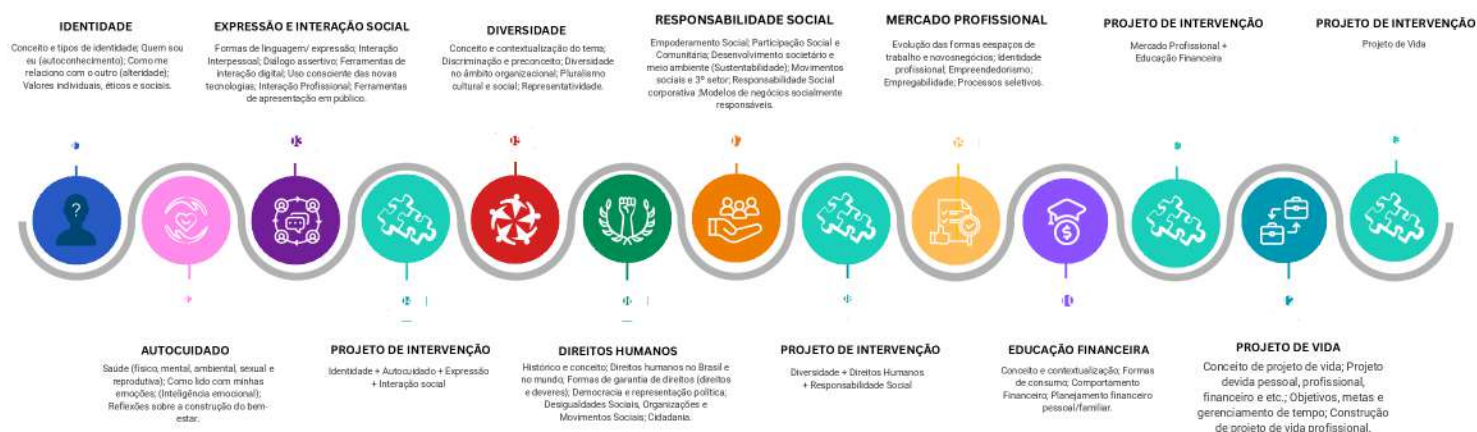 IDENTIDADE
Conceito e tipos de identidade; Quem sou
eu (autoconhecimento); Como me
relaciono com o outro (alteridade);
Valores individuais, éticos e sociais.
EXPRESSÃO E INTERAÇÃO SOCIAL
Formas de linguagem/ expressão; Interação
Interpessoal; Diálogo assertivo; Ferramentas de
interação digital; Uso consciente das novas
tecnologias; Interação Profissional; Ferramentas
de apresentação em público.
DIVERSIDADE
Conceito e contextualização do tema;
Discriminação e preconceito; Diversidade
no âmbito organizacional; Pluralismo
cultural e social; Representatividade.
RESPONSABILIDADE SOCIAL
Empoderamento Social; Participação Social e
Comunitária; Desenvolvimento societário e
meio ambiente (Sustentabilidade); Movimentos
sociais e 3º setor; Responsabilidade Social
corporativa ;Modelos de negócios socialmente
responsáveis.
MERCADO PROFISSIONAL
Evolução das formas eespaços de
trabalho e novosnegócios; Identidade
profissional; Empreendedorismo;
Empregabilidade; Processos seletivos.
PROJETO DE INTERVENÇÃO
Mercado Profissional +
Educação Financeira
PROJETO DE INTERVENÇÃO
Projeto de Vida
?
$
AUTOCUIDADO
Saúde (físico, mental, ambiental, sexual e
reprodutiva); Como lido com minhas
emoções; (Inteligência emocional);
Reflexões sobre a construção do bem-
estar.
PROJETO DE INTERVENÇÃO
Identidade + Autocuidado + Expressão
+ Interação social
DIREITOS HUMANOS
Histórico e conceito; Direitos humanos no Brasil e
no mundo; Formas de garantia de direitos (direitos
e deveres); Democracia e representação política;
Desigualdades Sociais, Organizações e
Movimentos Sociais; Cidadania.
PROJETO DE INTERVENÇÃO
Diversidade + Direitos Humanos
+ Responsabilidade Social
EDUCAÇÃO FINANCEIRA
Conceito e contextualização; Formas
de consumo; Comportamento
Financeiro; Planejamento financeiro
pessoal/familiar.
PROJETO DE VIDA
Conceito de projeto de vida; Projeto
devida pessoal, profissional,
financeiro e etc.; Objetivos, metas e
gerenciamento de tempo; Construção
de projeto de vida profissional.